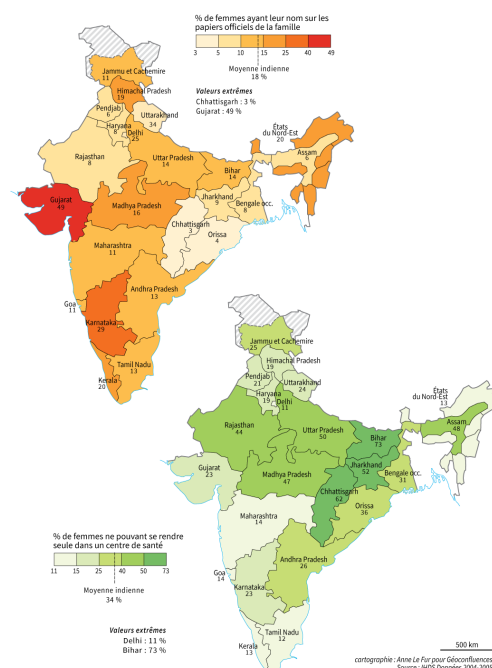 % de femmes ayant leur nom sur les
papiers officiels de la famille
3 5 10 15 25 40 49
Moyenne indienne
18 %
Valeurs extrêmes
Chhattisgarh : 3 %
Gujarat : 49 %
Jammu et Cachemire
11
Himachal Pradesh
19
Pendjab
6
Uttarakhand
34
Haryana
8
Delhi
25
États
du Nord-Est
20
Assam
6
Rajasthan
8
Uttar Pradesh
14
Bihar
14
Gujarat
49
Madhya Pradesh
16
Jharkhand
9
Bengale occ.
8
Chhattisgarh
3
Orissa
4
Maharashtra
11
Andhra Pradesh
13
Goa
11
Karnataka
29
Tamil Nadu
13
Kerala
20
Jammu et Cachemire
25
Himachal Pradesh
19
Pendjab
21
Uttarakhand
24
Haryana
19
Delhi
11
États
du Nord-Est
13
Assam
48
Rajasthan
44
Uttar Pradesh
50
Bihar
73
Gujarat
23
Madhya Pradesh
47
Jharkhand
52
Bengale occ.
31
Chhattisgarh
62
Orissa
36
Maharashtra
14
Andhra Pradesh
26
Goa
14
Karnataka
23
Tamil Nadu
12
Kerala
13
% de femmes ne pouvant se rendre
seule dans un centre de santé
11 15 25 40 50 73
Moyenne indienne
34 %
Valeurs extrêmes
Delhi : 11 %
Bihar : 73 %
500 km
cartographie : Anne Le Fur pour Géoconfluences
Source : IHDS Données 2004-2005